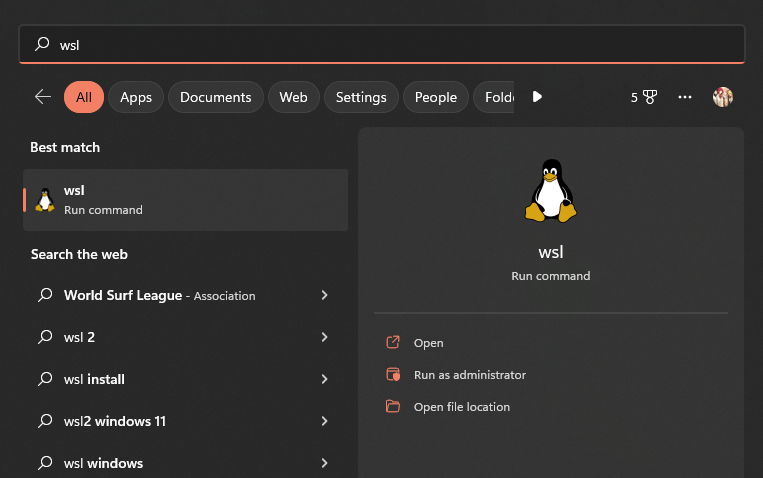 wsl
All Apps Documents Web Settings People 5
Best match
wsl
Run command
Search the web
World Surf League - Association
wsl 2
wsl install
wsl2 windows 11
wsl windows
wsl
Run command
Open
Run as administrator
Open file location